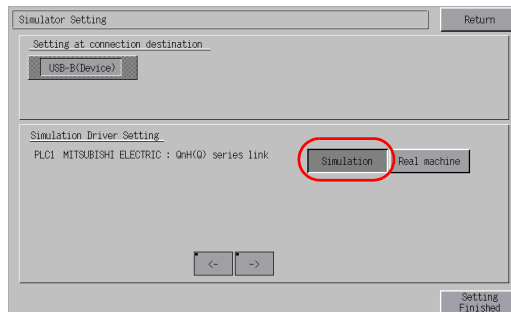 Simulator Setting
Return
Setting at connection destination
USB-B(Device)
Simulation Driver Setting
PLC1 MITSUBISHI ELECTRIC : QnH(Q) series link
Simulation
Real machine
<-
->
Setting
Finished